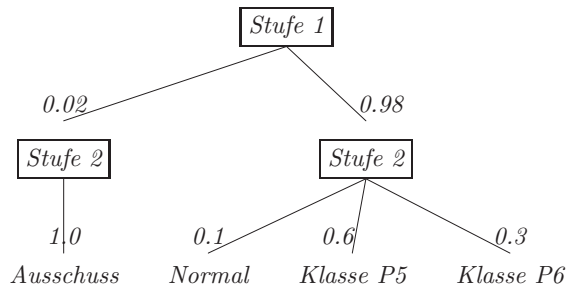 Stufe 1
0.02 0.98
Stufe 2 Stufe 2
1.0 0.1 0.6 0.3
Ausschuss Normal Klasse P5 Klasse P6